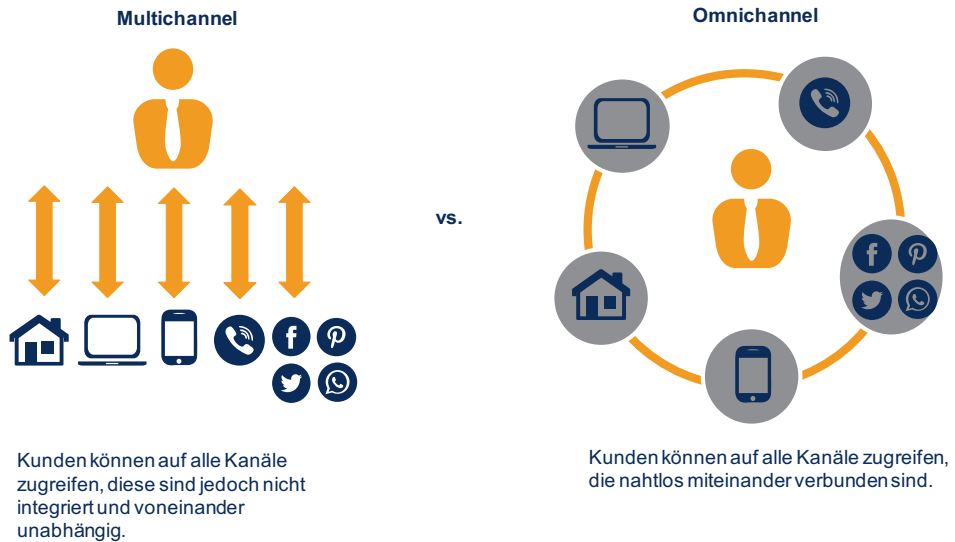 Multichannel
Kunden können auf alle Kanäle
zugreifen, diese sind jedoch nicht
integriert und voneinander
unabhängig.
vs.
Omnichannel
Kunden können auf alle Kanäle zugreifen,
die nahtlos miteinander verbunden sind.